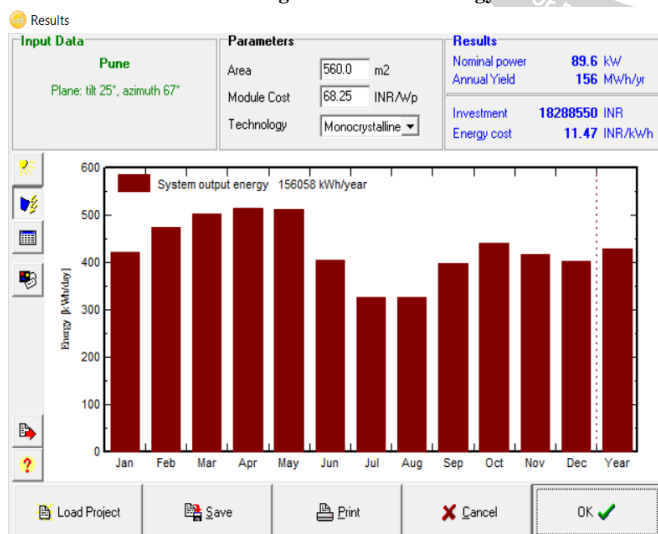 Results
Input Data
Pune
Plane: tilt 25°, azimuth 67°
Parameters
Area 560.0 m2
Module Cost 68.25 INR/Wp
Technology Monocrystalline
Results
Nominal power 89.6 kW
Annual Yield 156 MWh/yr
Investment 18288550 INR
Energy cost 11.47 INR/kWh
System output energy 156058 kWh/year
Energy [kWh/day]
600
500
400
300
200
100
0
Jan Feb Mar Apr May Jun Jul Aug Sep Oct Nov Dec Year
Load Project Save Print Cancel OK